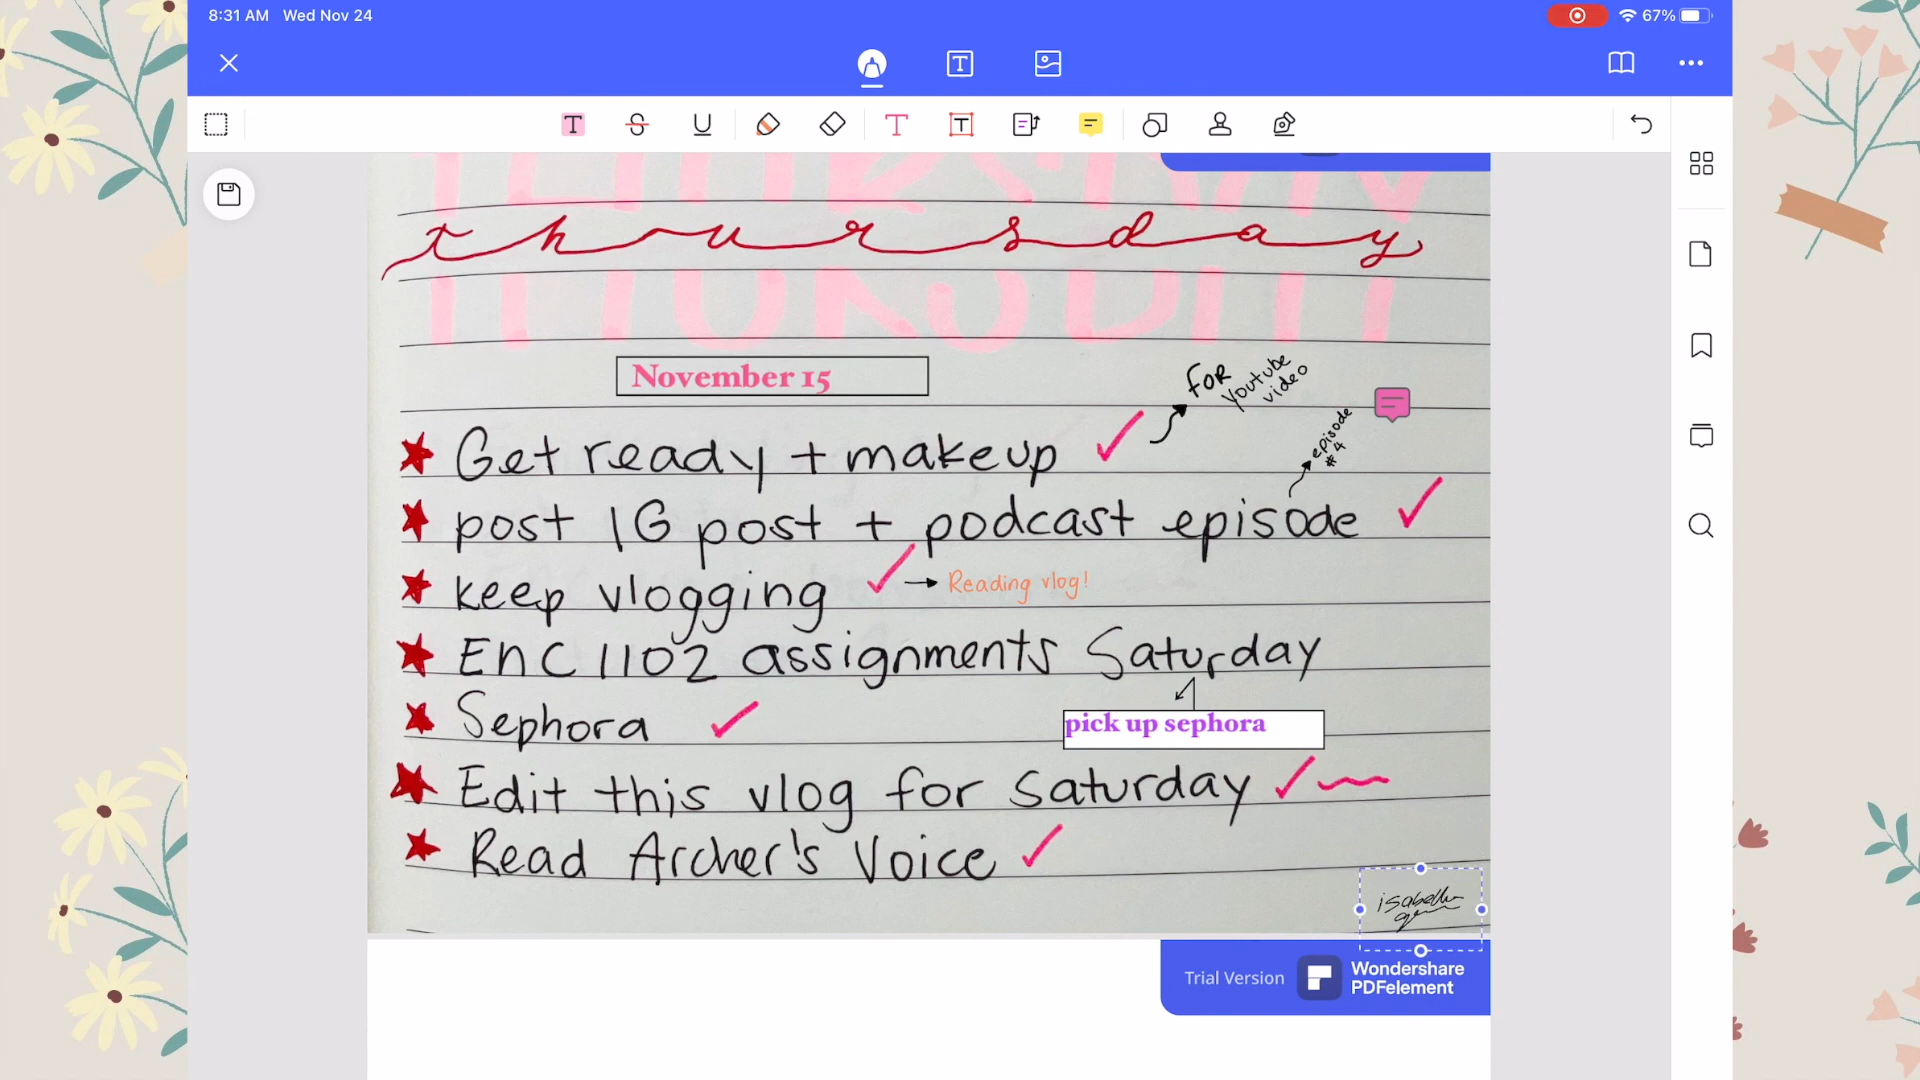 8:31 AM Wed Nov 24
67%
THURSDAY
thursday
November 15
FOR
Youtube
video
Get ready + makeup
episode
#4
post IG post + podcast episode
keep vlogging
Reading vlog!
ENC 1102 assignments Saturday
Sephora
pick up sephora
Edit this vlog for Saturday
Read Archer's Voice
isabella
Trial Version
Wondershare
PDFelement